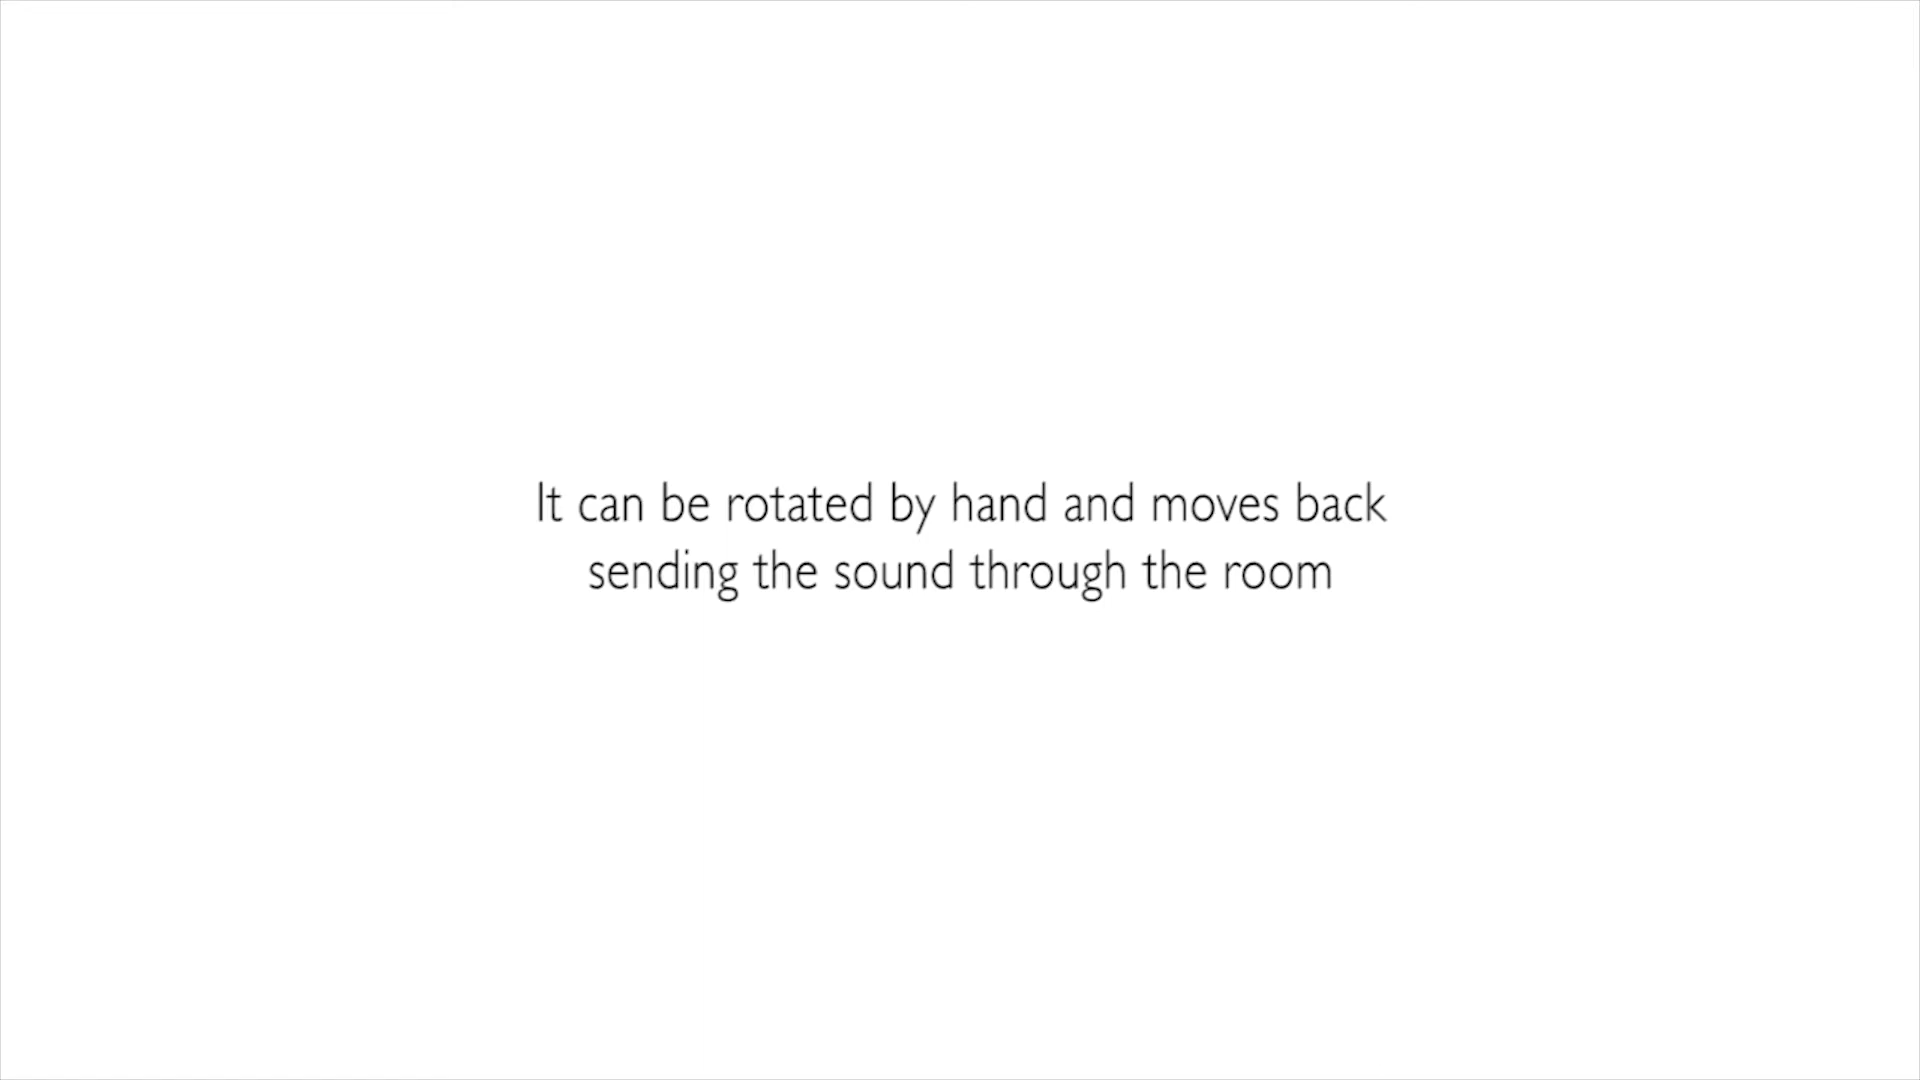 It can be rotated by hand and moves back
sending the sound through the room